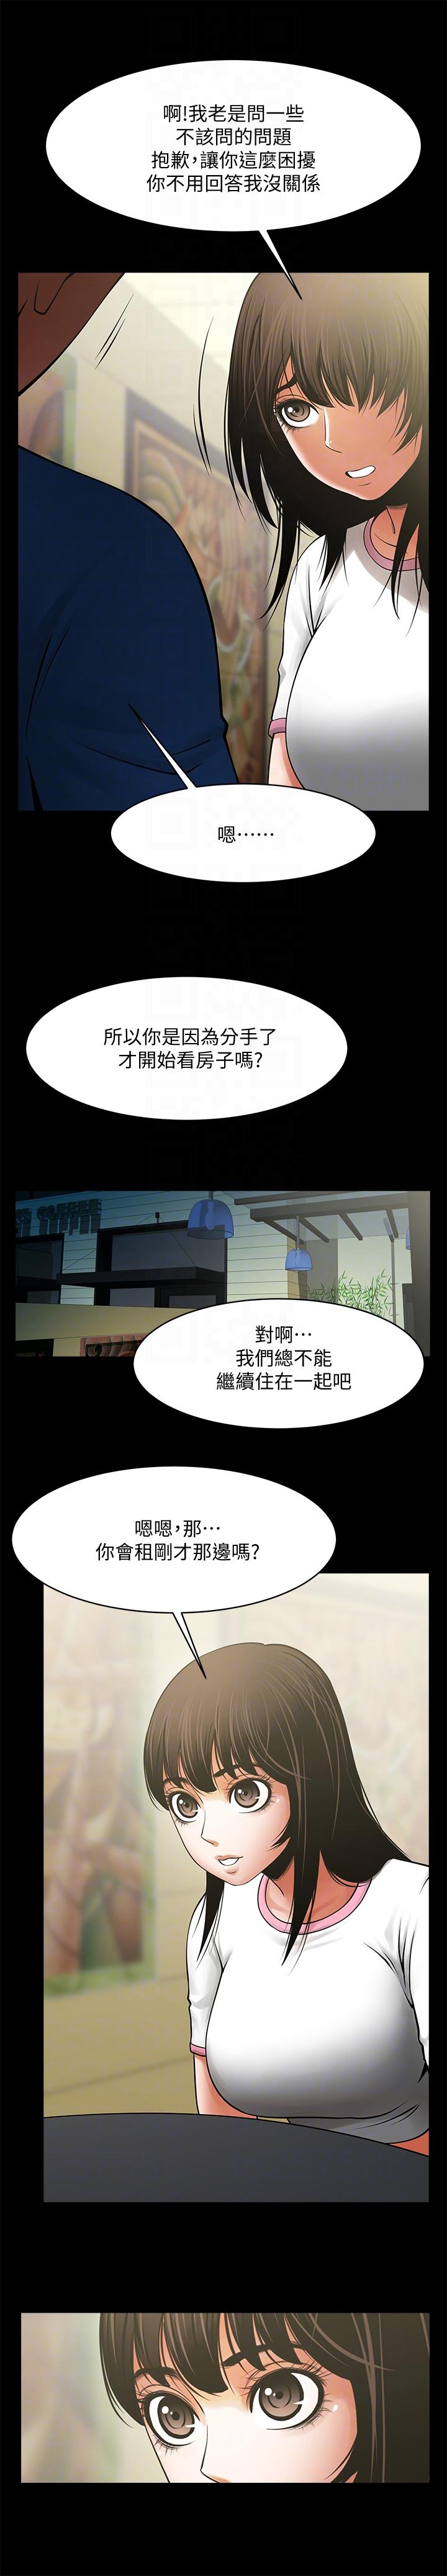 啊!我老是問一些
不該問的問題
抱歉,讓你這麼困擾
你不用回答我沒關係
嗯⋯⋯
所以你是因為分手了
才開始看房子嗎?
COFFEE
對啊⋯
我們總不能
繼續住在一起吧
嗯嗯,那⋯
你會租剛才那邊嗎?